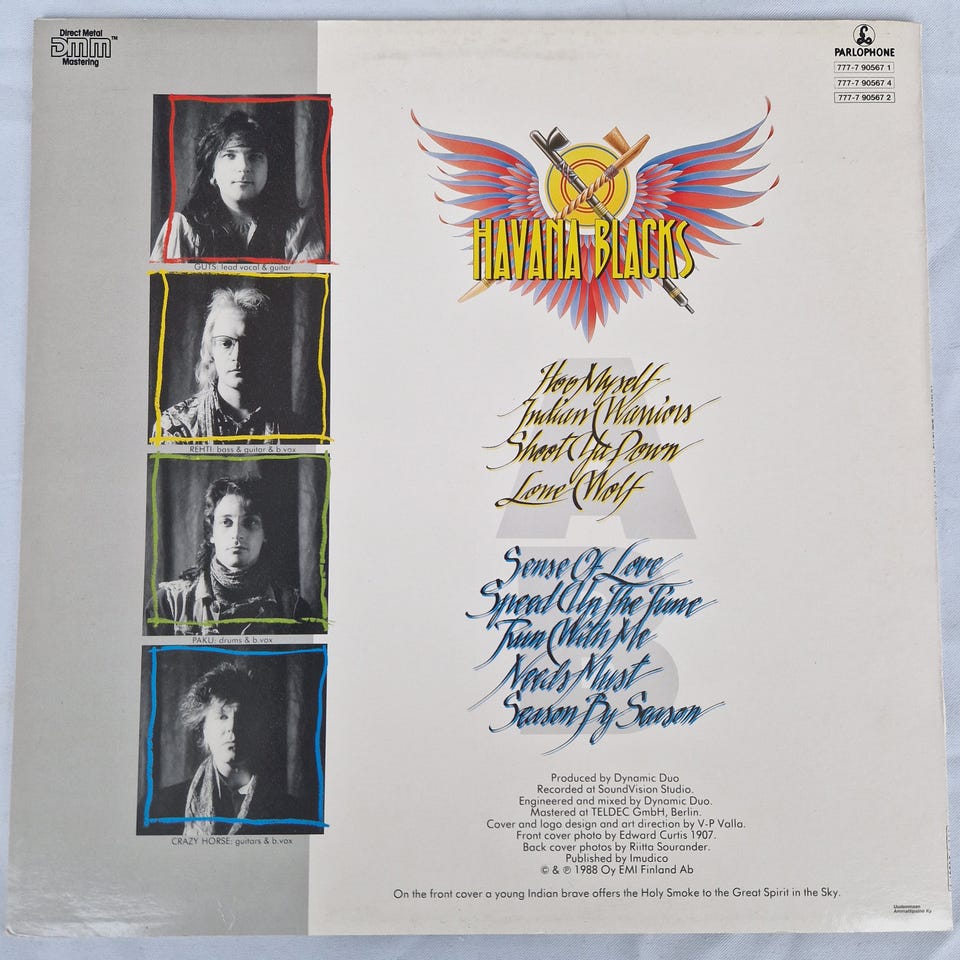 Direct Metal
DMM™
Mastering
PARLOPHONE
777-7 90567 1
777-7 90567 4
777-7 90567 2
GUTS: lead vocal & guitar
REHTI: bass & guitar & b.vox
PAKU: drums & b.vox
CRAZY HORSE: guitars & b.vox
HAVANA BLACKS
A
Hop Myself
Indian Warriors
Shoot Ya Down
Lone Wolf
B
Sense Of Love
Speed Up The Time
Run With Me
Needs Must
Season By Season
Produced by Dynamic Duo
Recorded at SoundVision Studio.
Engineered and mixed by Dynamic Duo.
Mastered at TELDEC GmbH, Berlin.
Cover and logo design and art direction by V-P Valla.
Front cover photo by Edward Curtis 1907.
Back cover photos by Riitta Sourander.
Published by Imudico
© & ℗ 1988 Oy EMI Finland Ab
On the front cover a young Indian brave offers the Holy Smoke to the Great Spirit in the Sky.
Uudenmaan
Ammattipaino Ky